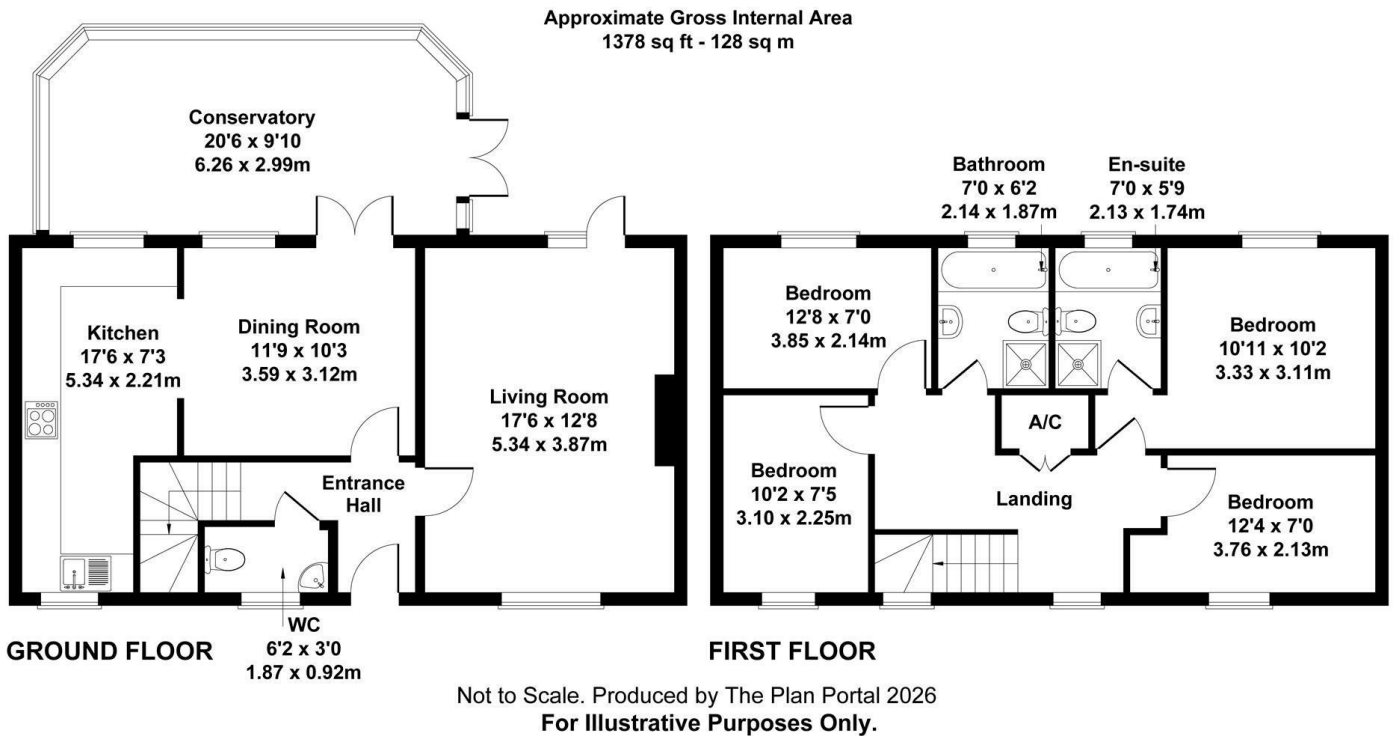 Approximate Gross Internal Area
1378 sq ft - 128 sq m
Conservatory
20'6 x 9'10
6.26 x 2.99m
Kitchen
17'6 x 7'3
5.34 x 2.21m
Dining Room
11'9 x 10'3
3.59 x 3.12m
Living Room
17'6 x 12'8
5.34 x 3.87m
Entrance
Hall
WC
6'2 x 3'0
1.87 x 0.92m
GROUND FLOOR
Bathroom
7'0 x 6'2
2.14 x 1.87m
En-suite
7'0 x 5'9
2.13 x 1.74m
Bedroom
12'8 x 7'0
3.85 x 2.14m
Bedroom
10'11 x 10'2
3.33 x 3.11m
A/C
Bedroom
10'2 x 7'5
3.10 x 2.25m
Landing
Bedroom
12'4 x 7'0
3.76 x 2.13m
FIRST FLOOR
Not to Scale. Produced by The Plan Portal 2026
For Illustrative Purposes Only.